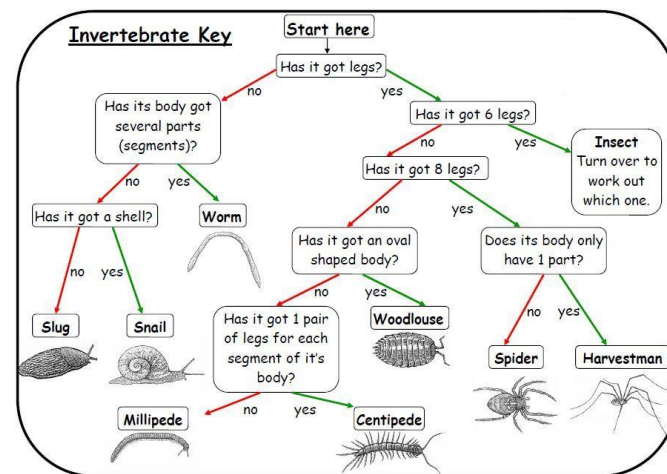 Invertebrate Key
Start here
Has it got legs?
no
yes
Has its body got
several parts
(segments)?
Has it got 6 legs?
no
yes
Insect
Turn over to
work out
which one.
no
yes
Has it got 8 legs?
Has it got a shell?
Worm
no
yes
no
yes
Has it got an oval
shaped body?
Does its body only
have 1 part?
no
yes
no
yes
Slug
Snail
Has it got 1 pair
of legs for each
segment of it's
body?
Woodlouse
Spider
Harvestman
no
yes
Millipede
Centipede